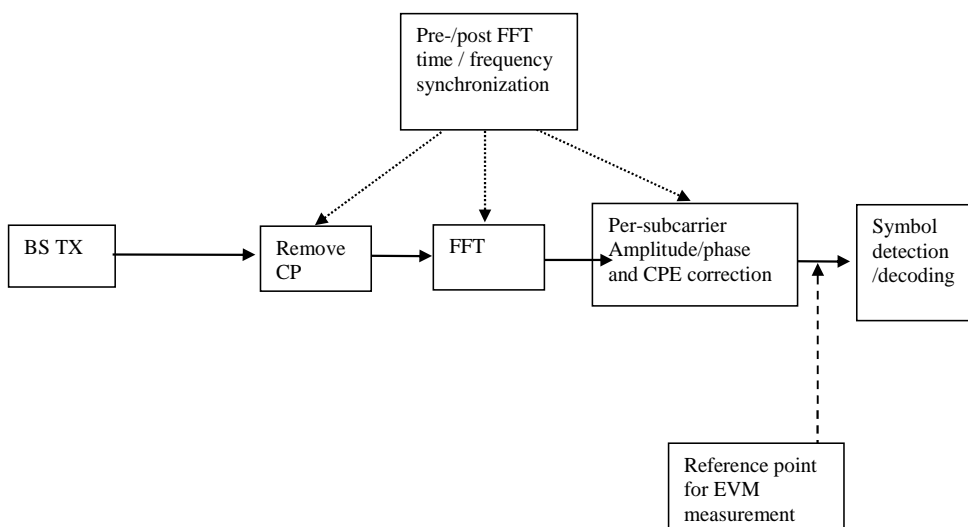 Pre-/post FFT
time / frequency
synchronization
BS TX
Remove
CP
FFT
Per-subcarrier
Amplitude/phase
and CPE correction
Symbol
detection
/decoding
Reference point
for EVM
measurement